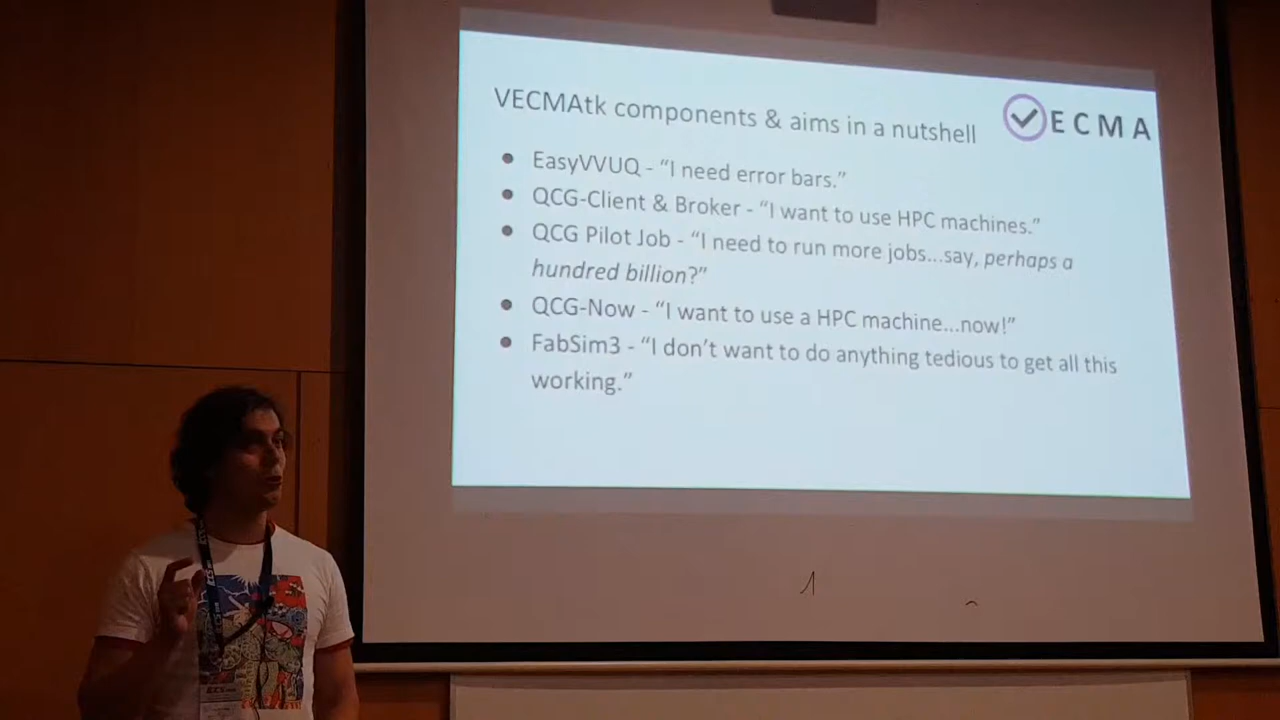 VECMAtk components & aims in a nutshell
ECMA
EasyVVUQ - “I need error bars.”
QCG-Client & Broker - “I want to use HPC machines.”
QCG Pilot Job - “I need to run more jobs...say, perhaps a
hundred billion?”
QCG-Now - “I want to use a HPC machine...now!”
FabSim3 - “I don’t want to do anything tedious to get all this
working.”